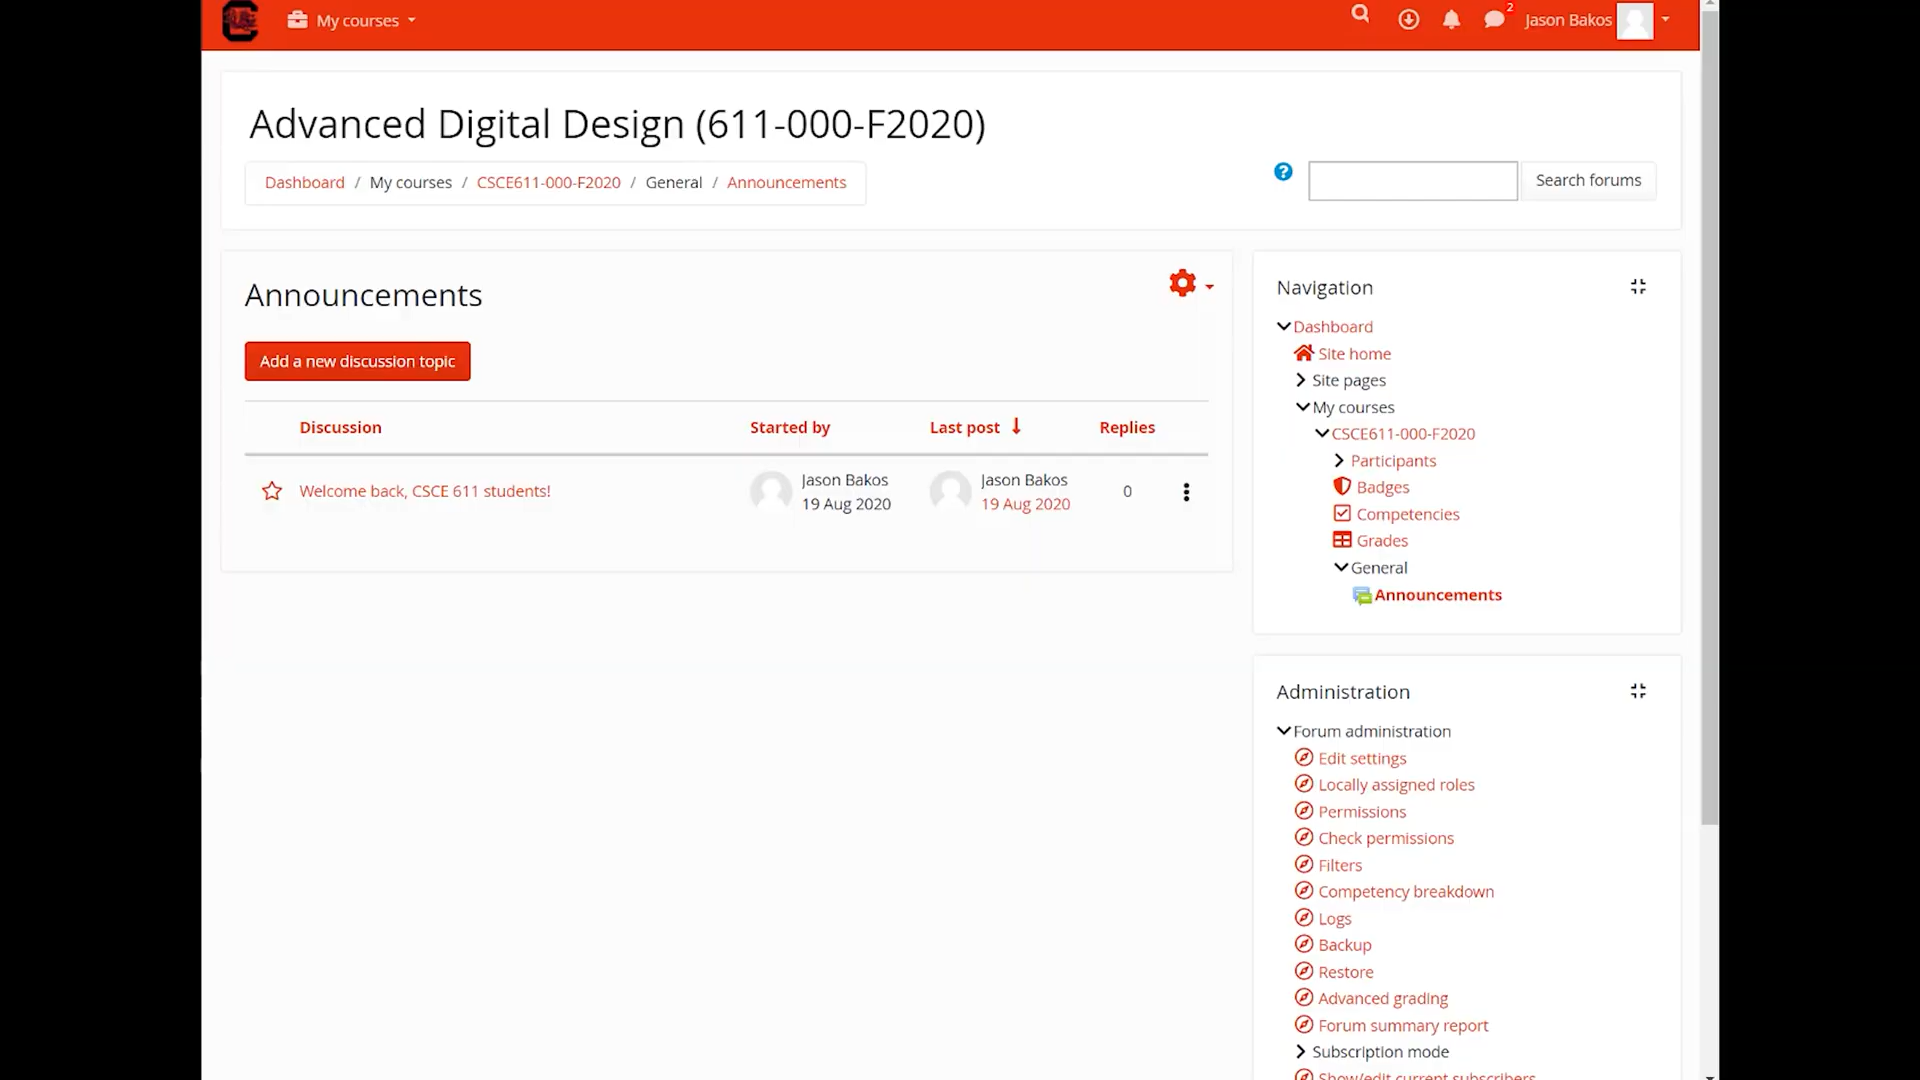 My courses
2
Jason Bakos
Advanced Digital Design (611-000-F2020)
Dashboard / My courses / CSCE611-000-F2020 / General / Announcements
Search forums
Announcements
Add a new discussion topic
Discussion Started by Last post Replies
Welcome back, CSCE 611 students! Jason Bakos Jason Bakos 0
19 Aug 2020 19 Aug 2020
Navigation
Dashboard
Site home
Site pages
My courses
CSCE611-000-F2020
Participants
Badges
Competencies
Grades
General
Announcements
Administration
Forum administration
Edit settings
Locally assigned roles
Permissions
Check permissions
Filters
Competency breakdown
Logs
Backup
Restore
Advanced grading
Forum summary report
Subscription mode
Show/edit current subscribers